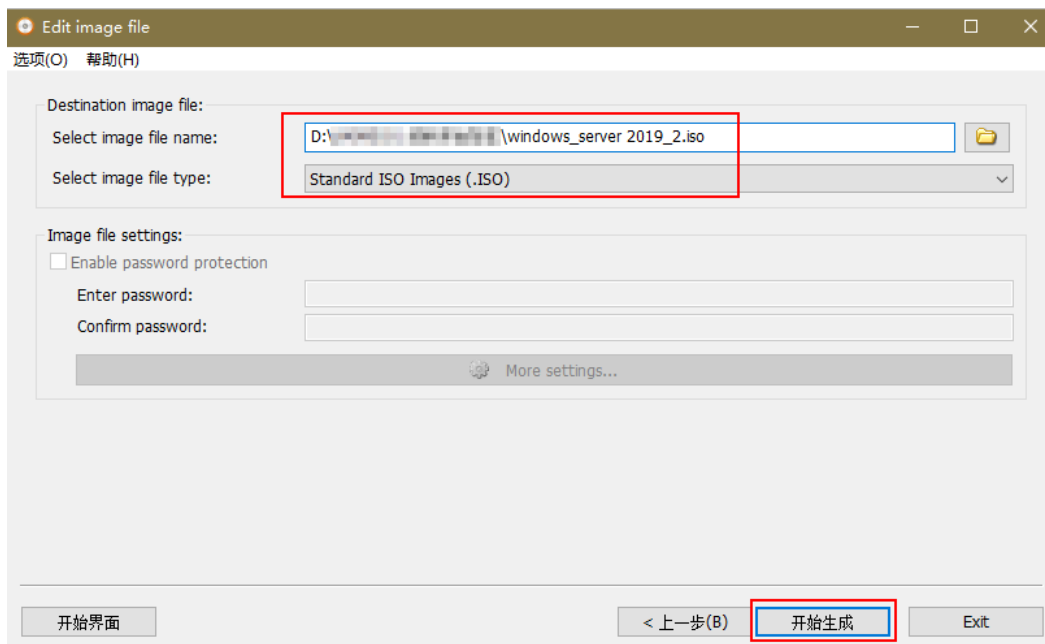 Edit image file
选项(O) 帮助(H)
Destination image file:
Select image file name:
D:\ \windows_server 2019_2.iso
Select image file type:
Standard ISO Images (.ISO)
Image file settings:
Enable password protection
Enter password:
Confirm password:
More settings...
开始界面
< 上一步(B)
开始生成
Exit